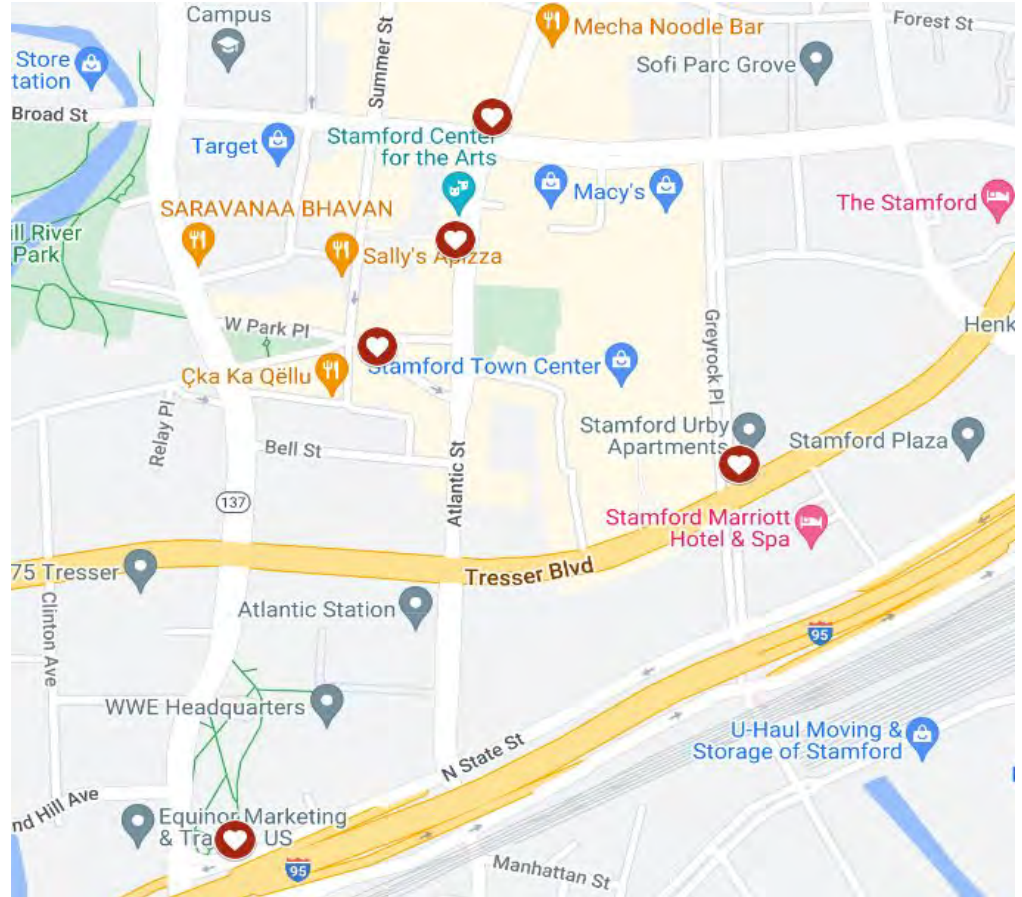 Campus
Summer St
Mecha Noodle Bar
Forest St
Store
tation
Sofi Parc Grove
Broad St
Target
Stamford Center
for the Arts
Macy's
The Stamford
SARAVANAA BHAVAN
ill River
Park
Sally's Apizza
W Park Pl
Greyrock Pl
Henk
Çka Ka Qëllu
Stamford Town Center
Relay Pl
Bell St
Atlantic St
Stamford Urby
Apartments
Stamford Plaza
137
Stamford Marriott
Hotel & Spa
75 Tresser
Tresser Blvd
Clinton Ave
Atlantic Station
95
WWE Headquarters
N State St
U-Haul Moving &
Storage of Stamford
nd Hill Ave
Equinor Marketing
& Tra US
95
Manhattan St